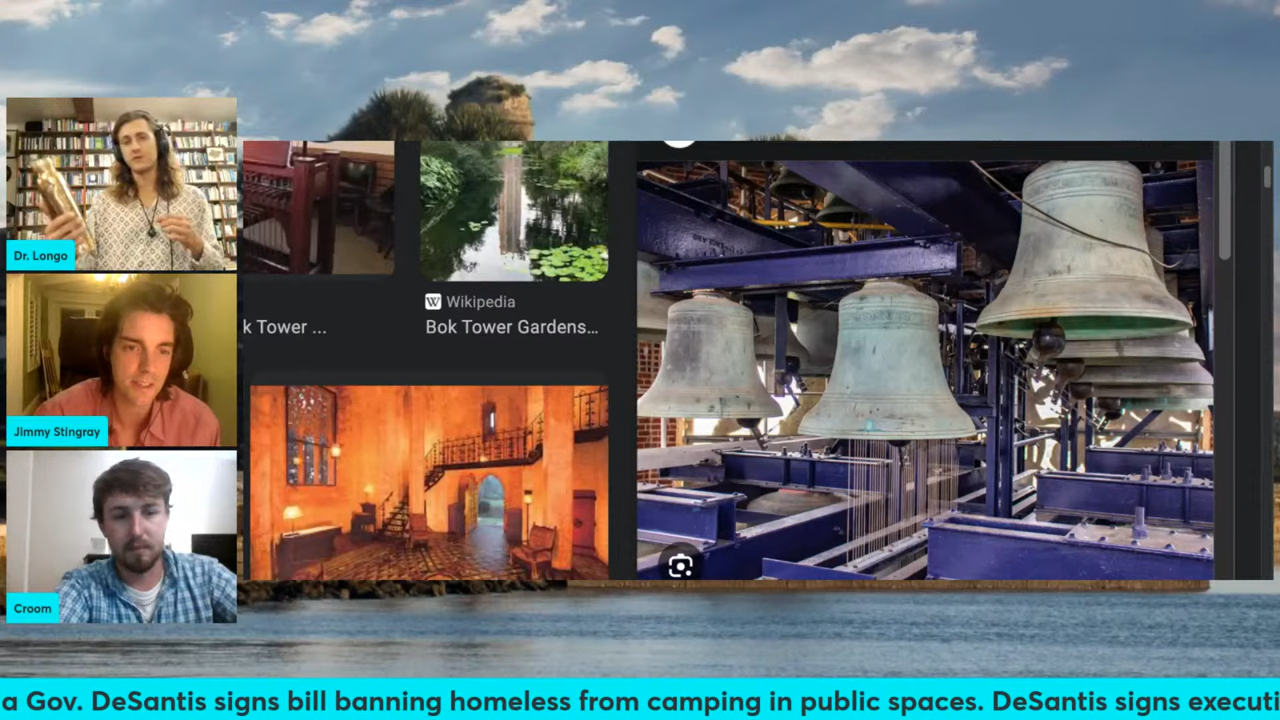 Dr. Longo
Jimmy Stingray
Croom
k Tower ...
W Wikipedia
Bok Tower Gardens...
a Gov. DeSantis signs bill banning homeless from camping in public spaces. DeSantis signs executi